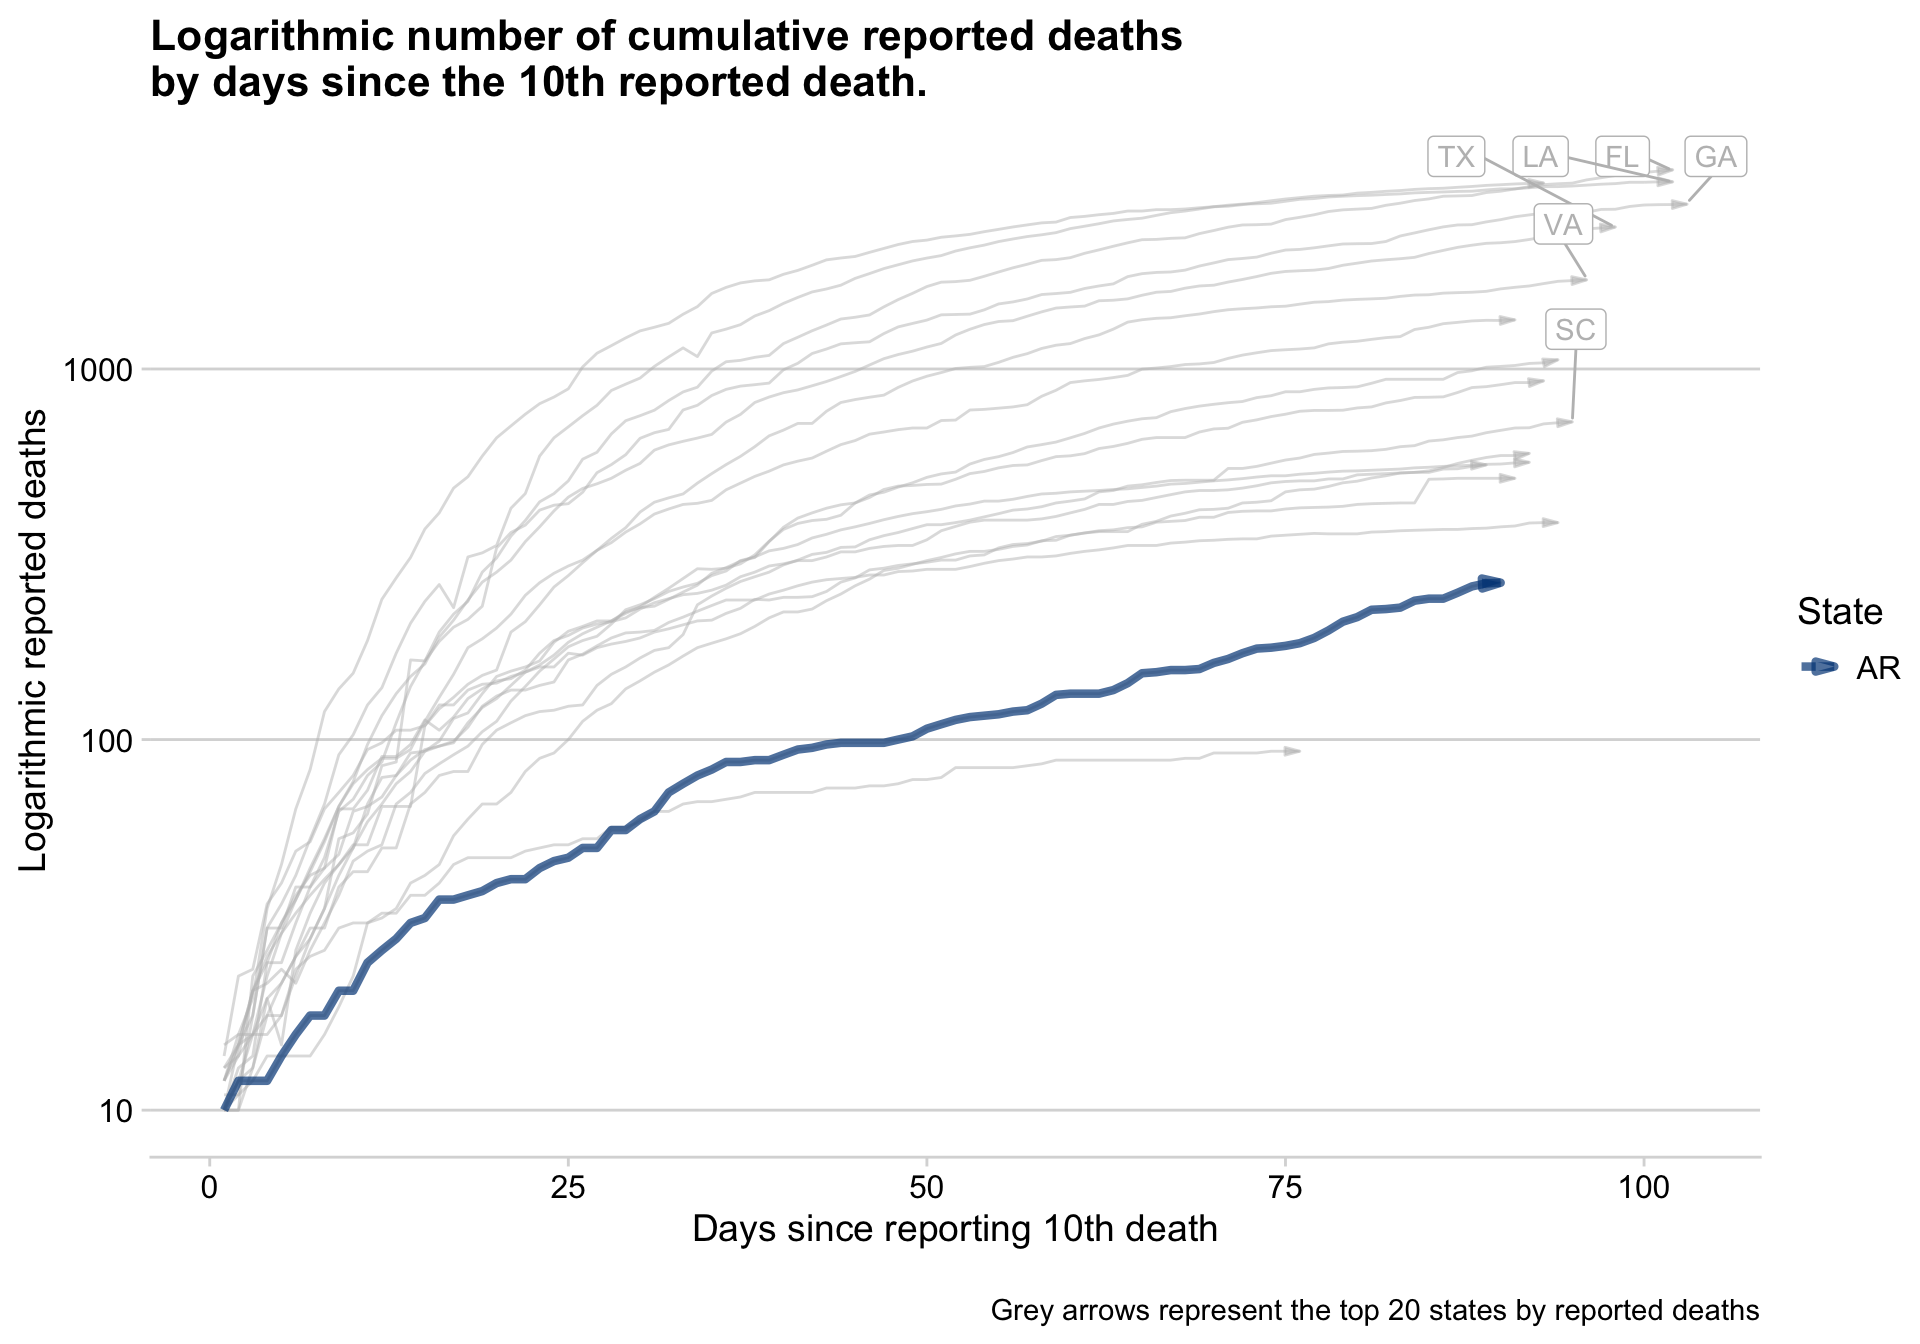 Logarithmic number of cumulative reported deaths
by days since the 10th reported death.
TX
LA
FL
GA
VA
SC
1000
100
10
Logarithmic reported deaths
0
25
50
75
100
Days since reporting 10th death
State
AR
Grey arrows represent the top 20 states by reported deaths